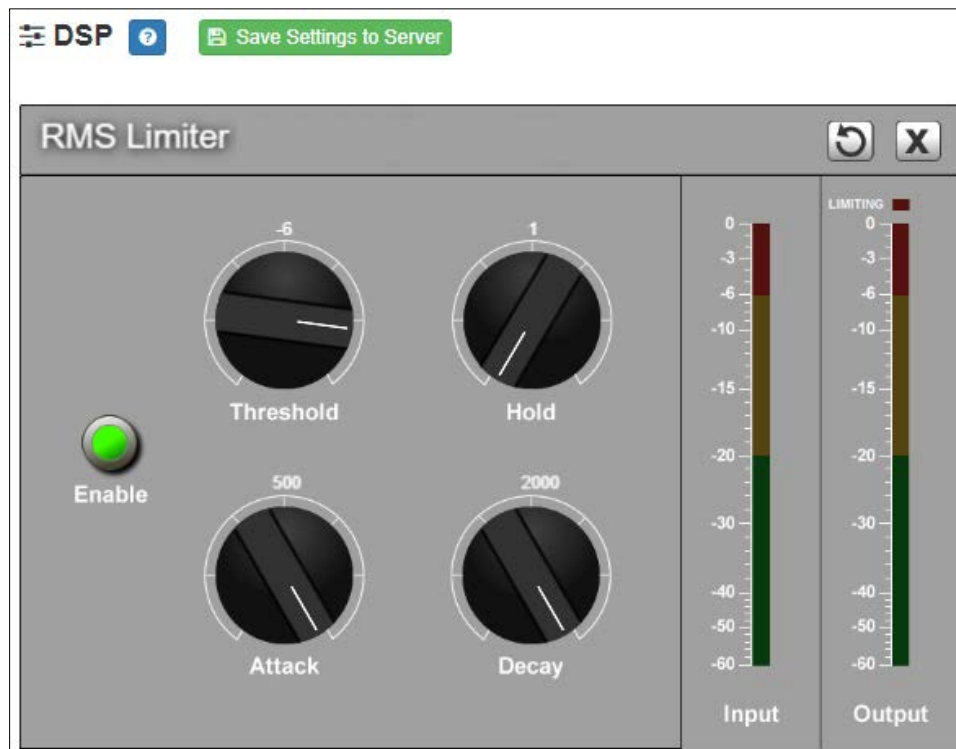 DSP
?
Save Settings to Server
RMS Limiter
X
-6
1
Threshold
Hold
Enable
500
2000
Attack
Decay
0
-3
-6
-10
-15
-20
-30
-40
-50
-60
Input
LIMITING
0
-3
-6
-10
-15
-20
-30
-40
-50
-60
Output